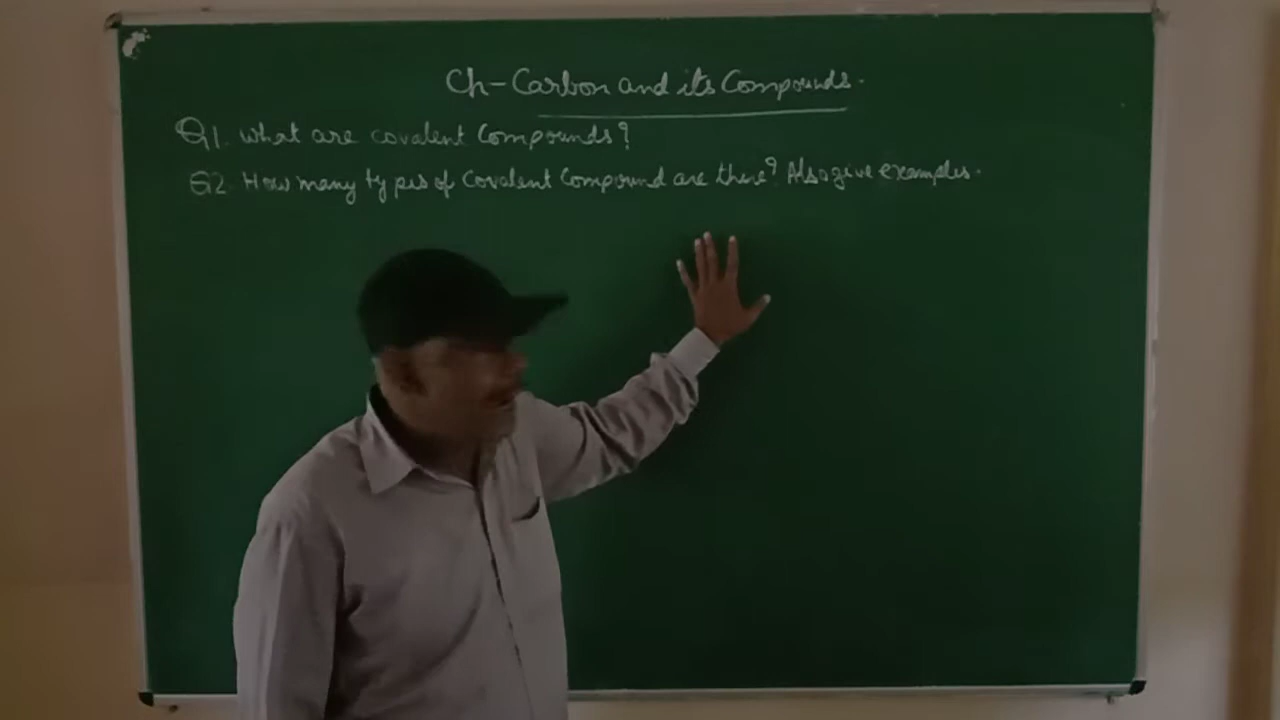 Ch-Carbon and its Compounds.
Q1. What are covalent Compounds?
Q2. How many types of Covalent Compound are there? Also give examples.